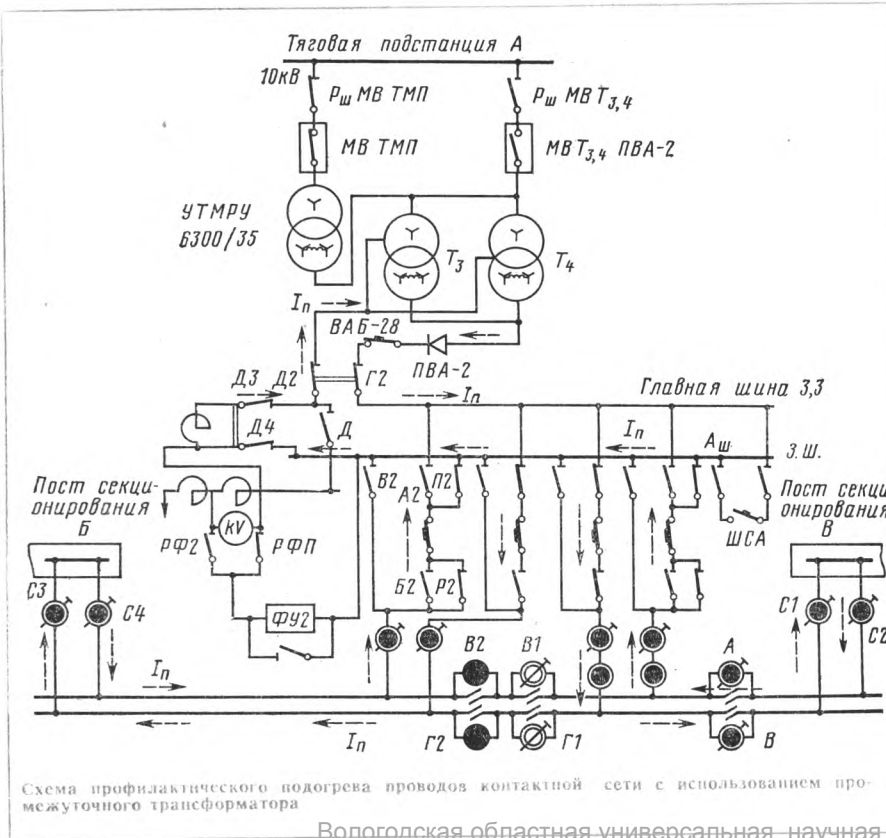 Тяговая подстанция А
10кВ
Рш МВ ТМП
Рш МВ Т3,4
МВ ТМП
МВТ3,4 ПВА-2
УТМРУ
6300/35
Т3
Т4
Iп
ВАБ-28
ПВА-2
Г2
Iп
Главная шина 3,3
Д3
Д2
Д4
Д
Iп
Аш
З.Ш.
В2
П2
А2
Пост секци-
онирования
Б
Пост секци
онирования
В
kV
РФ2
РФП
ШСА
Б2
Р2
С3
С4
ФУ2
С1
С2
В2
В1
А
Iп
Iп
Г2
Г1
В
Схема профилактического подогрева проводов контактной сети с использованием про-
межуточного трансформатора
Вологодская областная универсальная научная